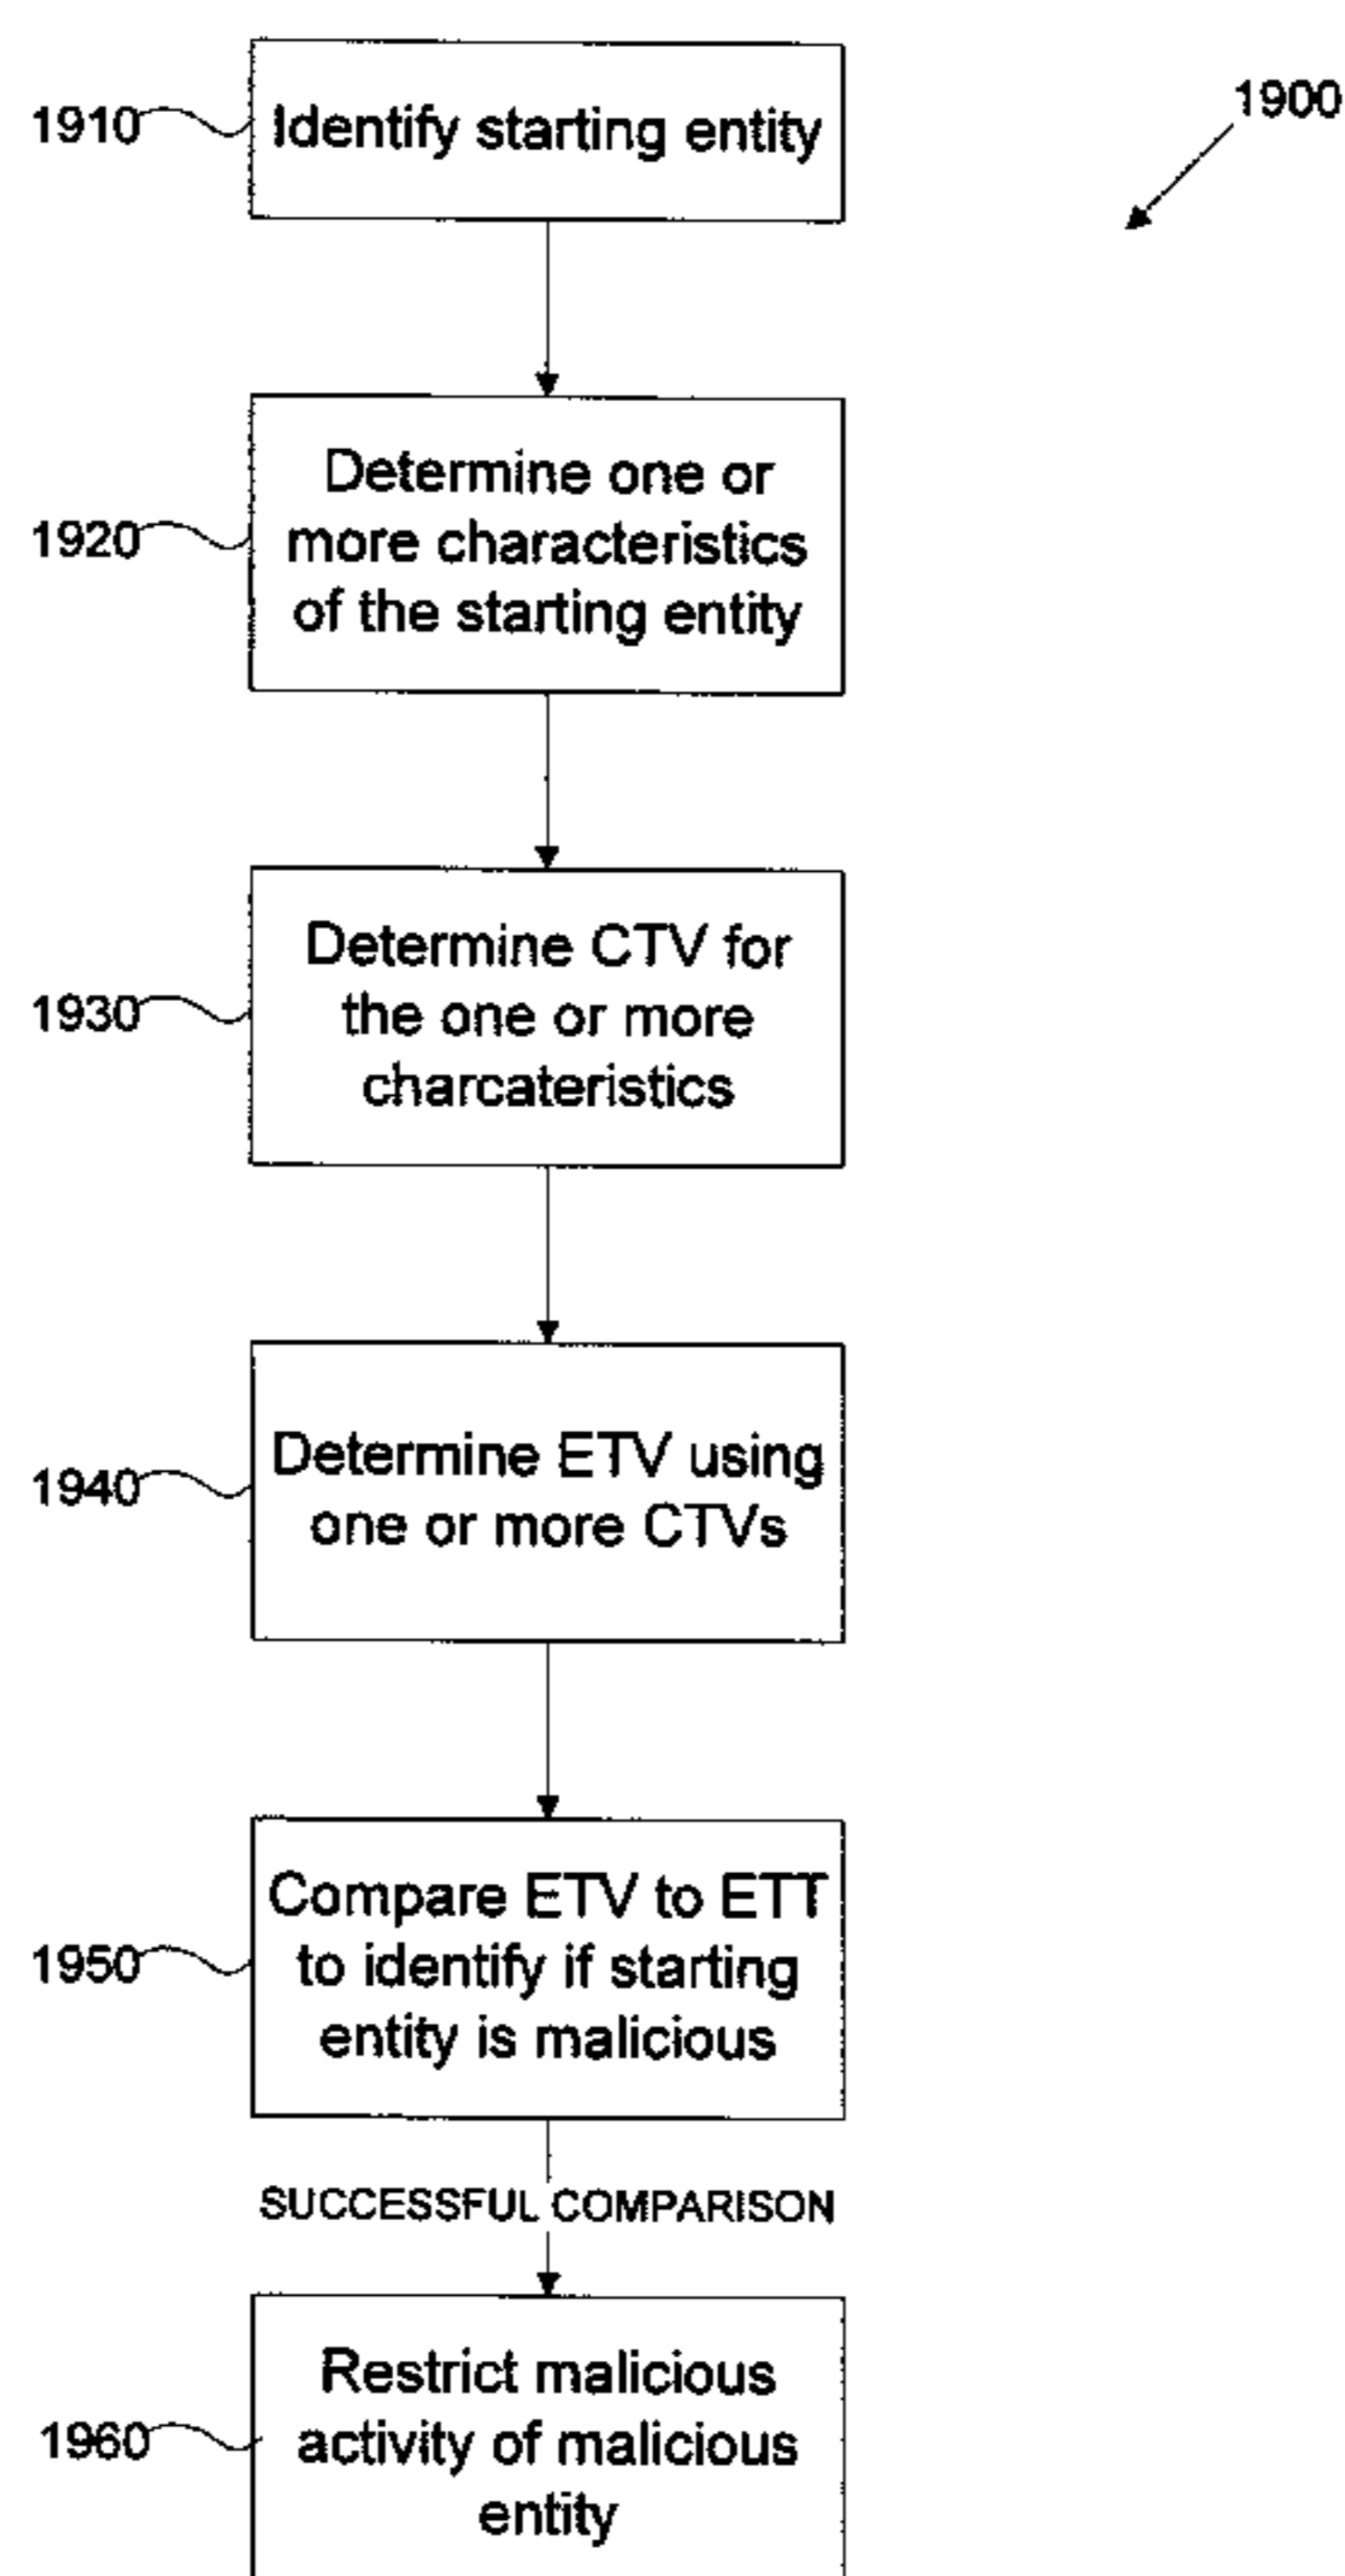 1900
1910
Identify starting entity
1920
Determine one or
more characteristics
of the starting entity
1930
Determine CTV for
the one or more
charcateristics
1940
Determine ETV using
one or more CTVs
1950
Compare ETV to ETT
to identify if starting
entity is malicious
SUCCESSFUL COMPARISON
1960
Restrict malicious
activity of malicious
entity